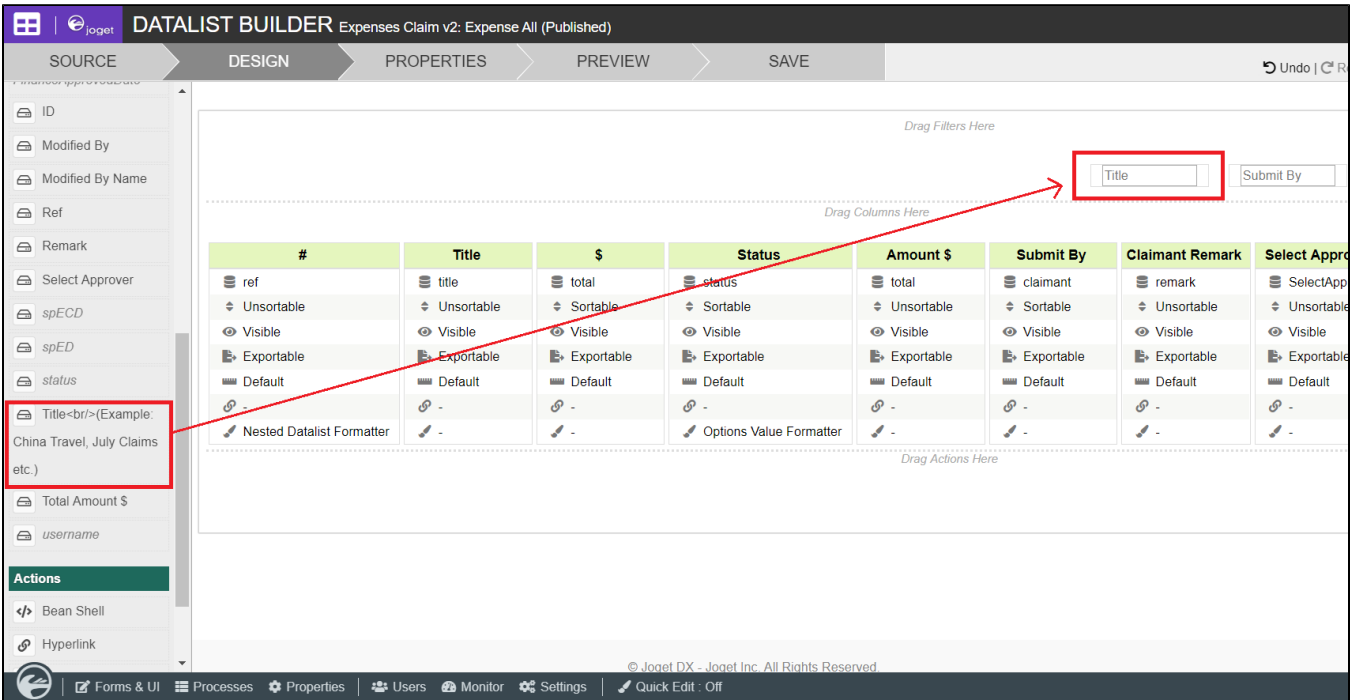 joget DATALIST BUILDER Expenses Claim v2: Expense All (Published)
SOURCE DESIGN PROPERTIES PREVIEW SAVE
Undo |
FinanceApprovedDate
ID
Modified By
Modified By Name
Ref
Remark
Select Approver
spECD
spED
status
Title<br/>(Example:
China Travel, July Claims
etc.)
Total Amount $
username
Actions
Bean Shell
Hyperlink
Drag Filters Here
Title Submit By
Drag Columns Here
# Title $ Status Amount $ Submit By Claimant Remark Select Appro
ref title total status total claimant remark SelectApp
Unsortable Unsortable Sortable Sortable Unsortable Sortable Unsortable Unsortable
Visible Visible Visible Visible Visible Visible Visible Visible
Exportable Exportable Exportable Exportable Exportable Exportable Exportable Exportable
Default Default Default Default Default Default Default Default
- - - - - - - -
Nested Datalist Formatter - - Options Value Formatter - - - -
Drag Actions Here
© Joget DX - Joget Inc. All Rights Reserved.
Forms & UI Processes Properties | Users Monitor Settings | Quick Edit : Off